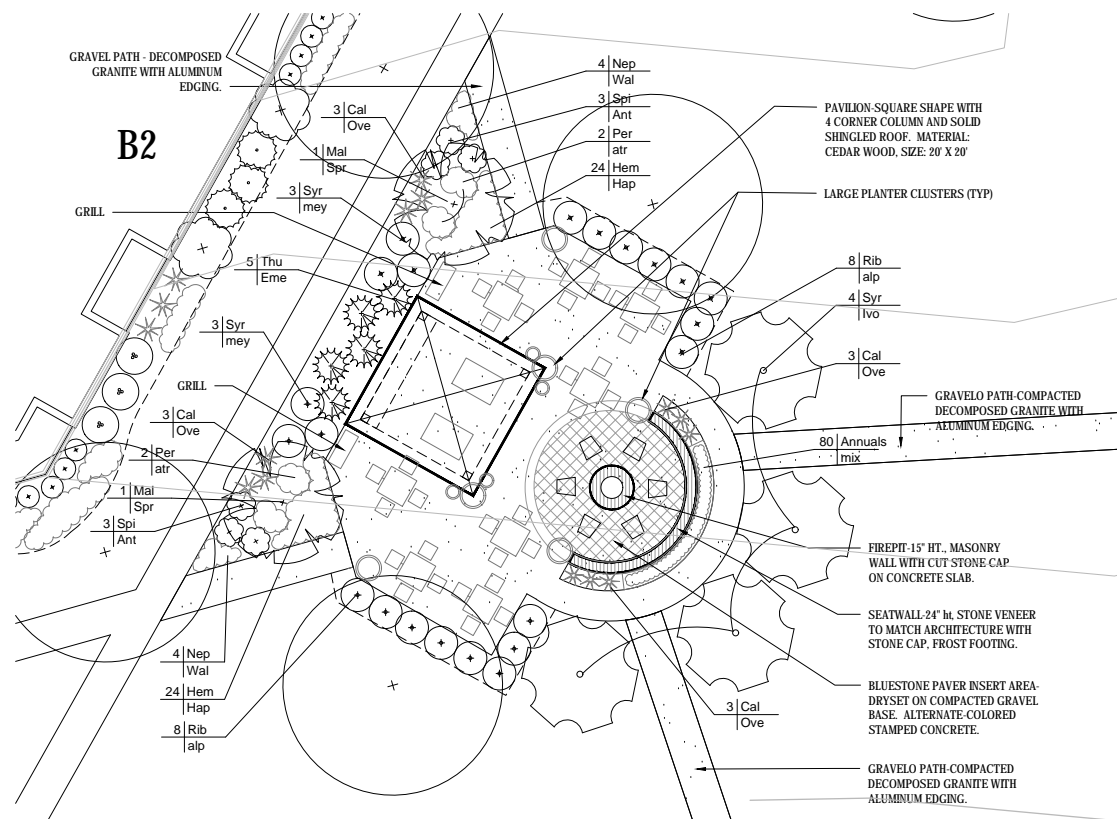 GRAVEL PATH - DECOMPOSED
GRANITE WITH ALUMINUM
EDGING.
B2
3 Cal
Ove
1 Mal
Spr
3 Syr
mey
GRILL
5 Thu
Eme
3 Syr
mey
GRILL
3 Cal
Ove
2 Per
atr
1 Mal
Spr
3 Spi
Ant
4 Nep
Wal
24 Hem
Hap
8 Rib
alp
4 Nep
Wal
3 Spi
Ant
2 Per
atr
24 Hem
Hap
PAVILION-SQUARE SHAPE WITH
4 CORNER COLUMN AND SOLID
SHINGLED ROOF. MATERIAL:
CEDAR WOOD, SIZE: 20' X 20'
LARGE PLANTER CLUSTERS (TYP)
8 Rib
alp
4 Syr
Ivo
3 Cal
Ove
GRAVELO PATH-COMPACTED
DECOMPOSED GRANITE WITH
ALUMINUM EDGING.
80 Annuals
mix
FIREPIT-15" HT., MASONRY
WALL WITH CUT STONE CAP
ON CONCRETE SLAB.
SEATWALL-24" ht, STONE VENEER
TO MATCH ARCHITECTURE WITH
STONE CAP, FROST FOOTING.
BLUESTONE PAVER INSERT AREA-
DRYSET ON COMPACTED GRAVEL
BASE. ALTERNATE-COLORED
STAMPED CONCRETE.
3 Cal
Ove
GRAVELO PATH-COMPACTED
DECOMPOSED GRANITE WITH
ALUMINUM EDGING.